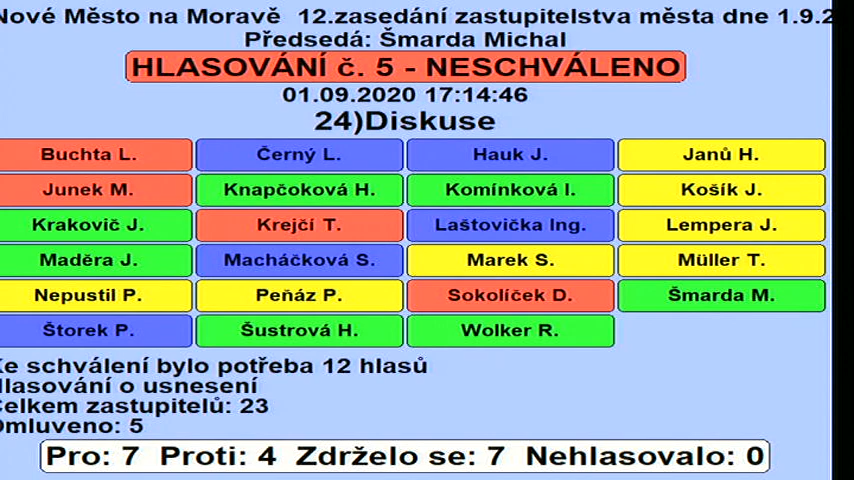 Nové Město na Moravě 12.zasedání zastupitelstva města dne 1.9.2
Předsedá: Šmarda Michal
HLASOVÁNÍ č. 5 - NESCHVÁLENO
01.09.2020 17:14:46
24)Diskuse
Buchta L. Černý L. Hauk J. Janů H.
Junek M. Knapčoková H. Komínková I. Košík J.
Krakovič J. Krejčí T. Laštovička Ing. Lempera J.
Maděra J. Macháčková S. Marek S. Müller T.
Nepustil P. Peňáz P. Sokolíček D. Šmarda M.
Štorek P. Šustrová H. Wolker R.
Ke schválení bylo potřeba 12 hlasů
Hlasování o usnesení
Celkem zastupitelů: 23
Omluveno: 5
Pro: 7 Proti: 4 Zdrželo se: 7 Nehlasovalo: 0